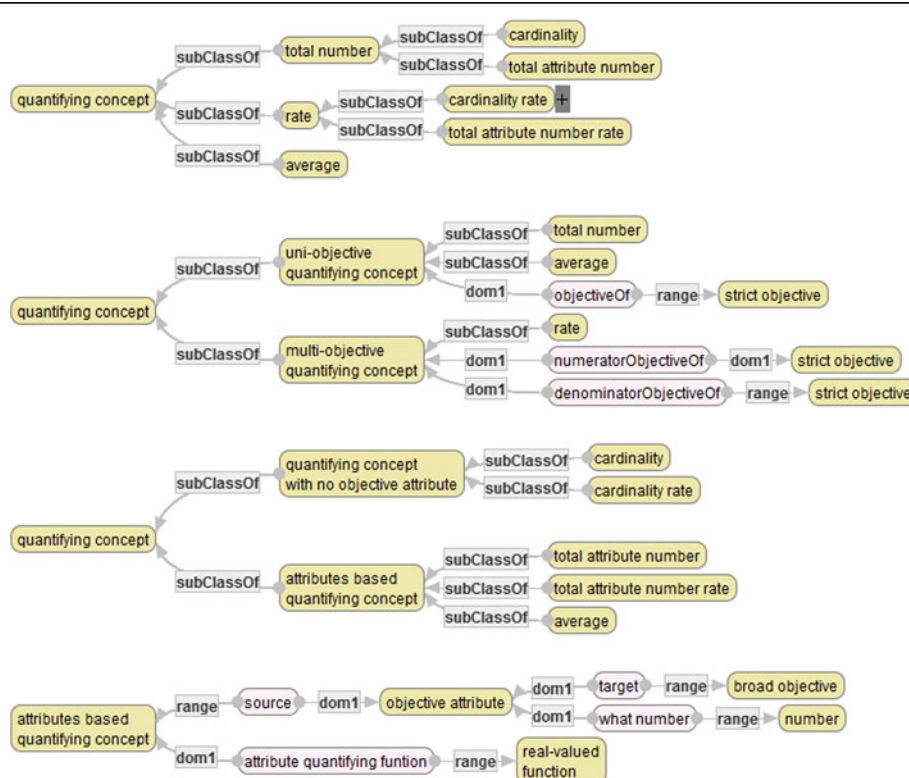 subClassOf
cardinality
subClassOf
total number
subClassOf
total attribute number
quantifying concept
subClassOf
rate
subClassOf
cardinality rate
+
subClassOf
total attribute number rate
subClassOf
average
subClassOf
total number
subClassOf
uni-objective
quantifying concept
subClassOf
average
dom1
objectiveOf
range
strict objective
quantifying concept
subClassOf
rate
subClassOf
multi-objective
quantifying concept
dom1
numeratorObjectiveOf
dom1
strict objective
dom1
denominatorObjectiveOf
range
strict objective
subClassOf
quantifying concept
with no objective attribute
subClassOf
cardinality
subClassOf
cardinality rate
quantifying concept
subClassOf
attributes based
quantifying concept
subClassOf
total attribute number
subClassOf
total attribute number rate
subClassOf
average
attributes based
quantifying concept
range
source
dom1
objective attribute
dom1
target
range
broad objective
dom1
what number
range
number
dom1
attribute quantifying funtion
range
real-valued
function